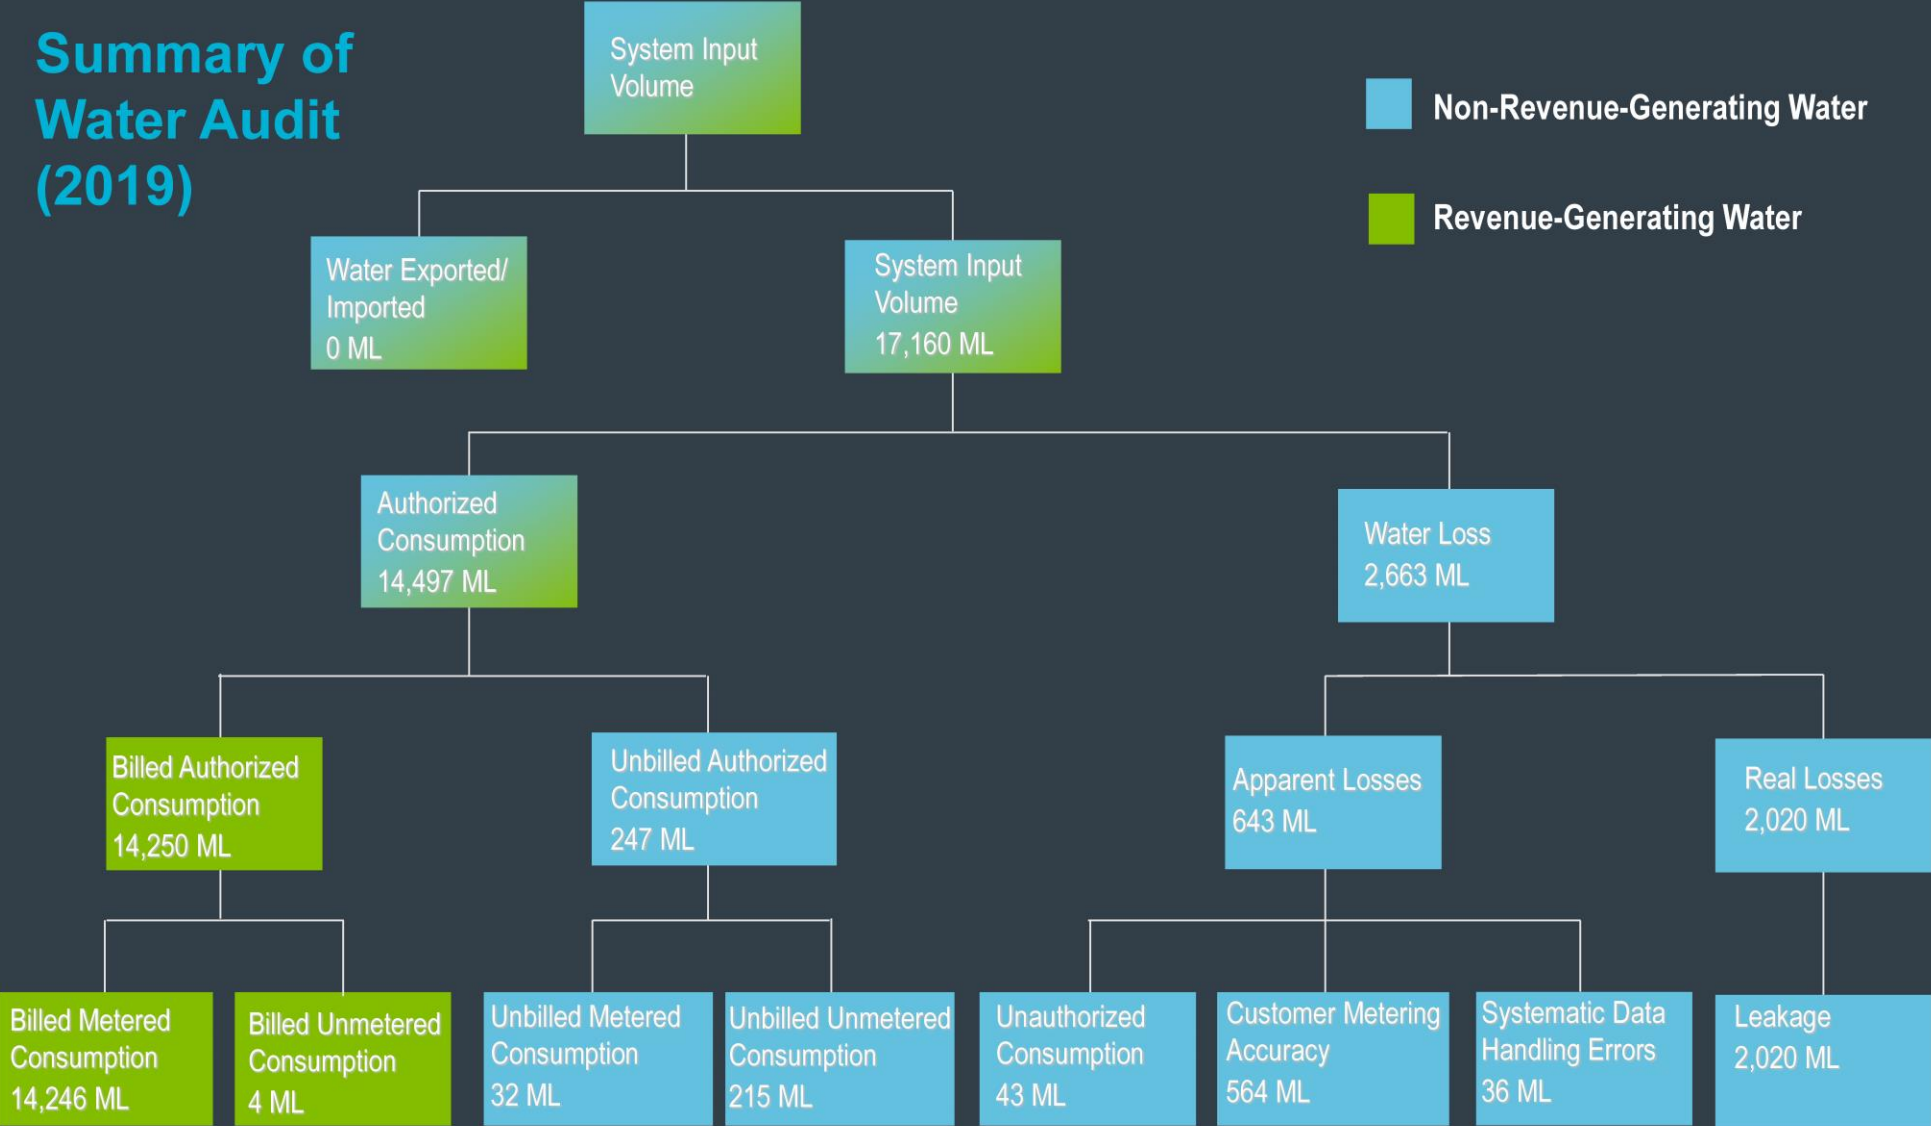 Summary of
Water Audit
(2019)
System Input
Volume
Non-Revenue-Generating Water
Revenue-Generating Water
Water Exported/
Imported
0 ML
System Input
Volume
17,160 ML
Authorized
Consumption
14,497 ML
Water Loss
2,663 ML
Billed Authorized
Consumption
14,250 ML
Unbilled Authorized
Consumption
247 ML
Apparent Losses
643 ML
Real Losses
2,020 ML
Billed Metered
Consumption
14,246 ML
Billed Unmetered
Consumption
4 ML
Unbilled Metered
Consumption
32 ML
Unbilled Unmetered
Consumption
215 ML
Unauthorized
Consumption
43 ML
Customer Metering
Accuracy
564 ML
Systematic Data
Handling Errors
36 ML
Leakage
2,020 ML